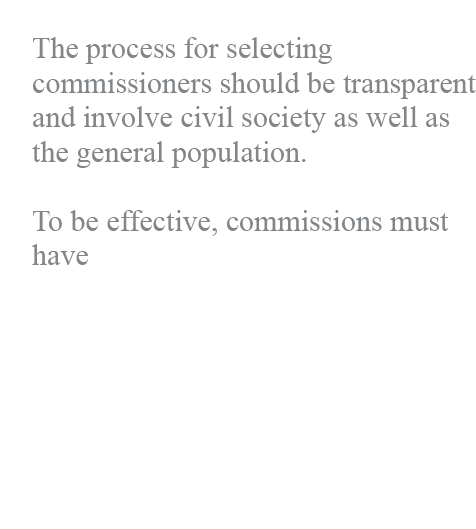 The process for selecting
commissioners should be transparent
and involve civil society as well as
the general population.
To be effective, commissions must
have